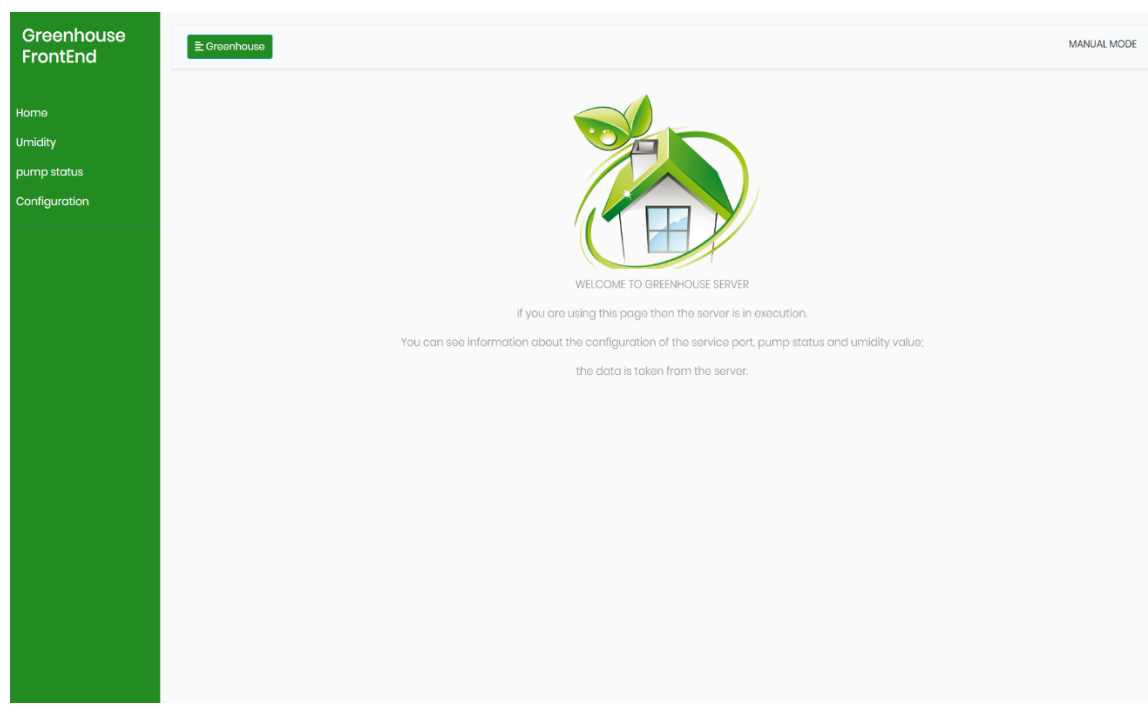 Greenhouse
FrontEnd
Home
Umidity
pump status
Configuration
Greenhouse
MANUAL MODE
WELCOME TO GREENHOUSE SERVER
if you are using this page then the server is in execution.
You can see information about the configuration of the service port, pump status and umidity value;
the data is taken from the server.